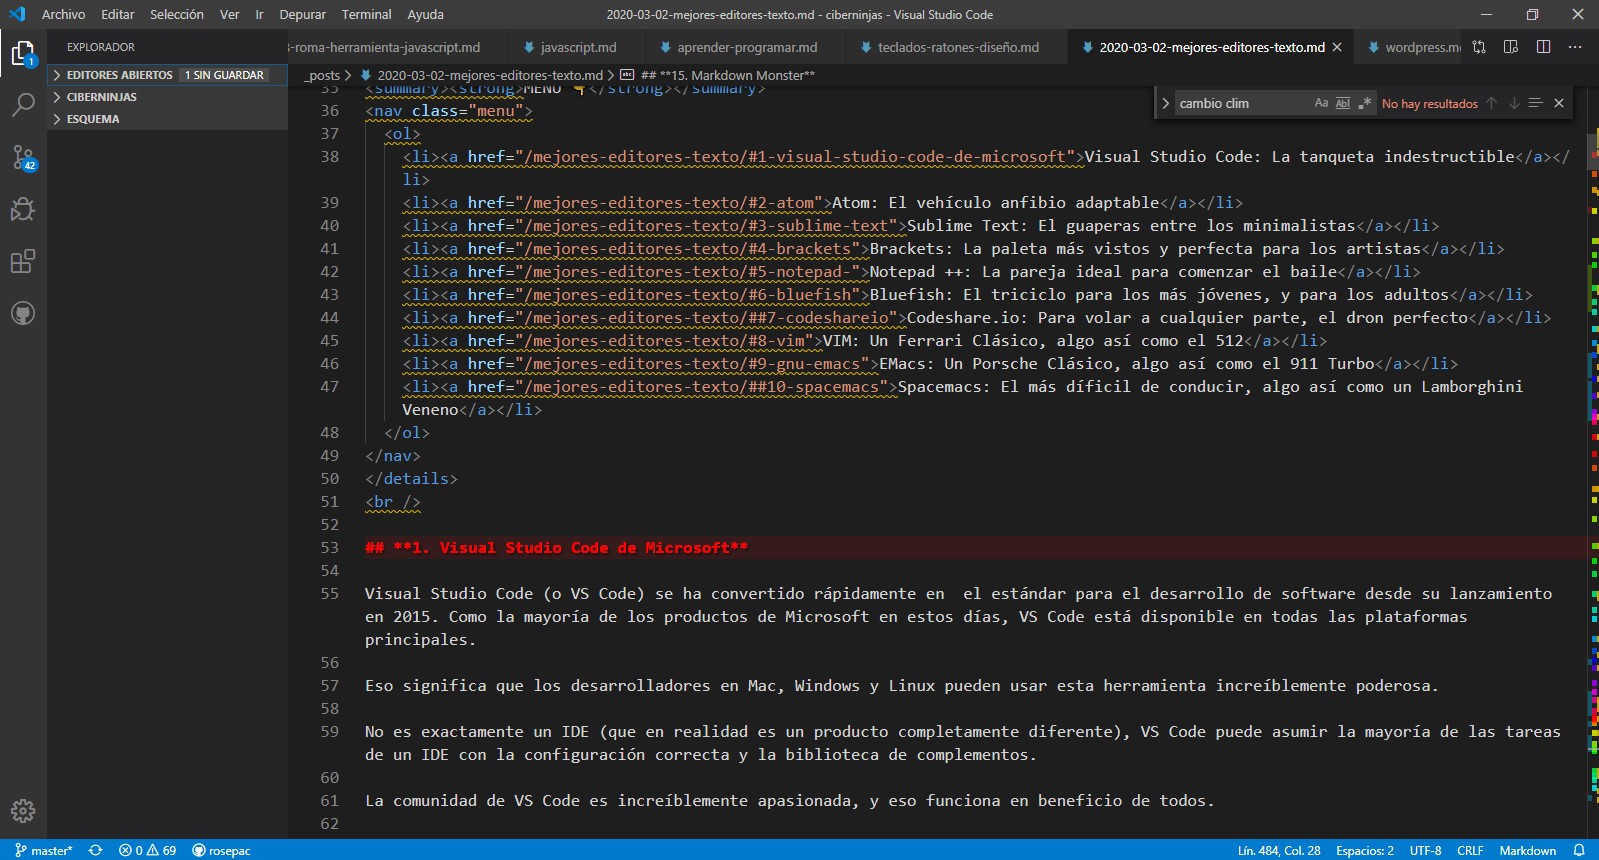 Archivo Editar Selección Ver Ir Depurar Terminal Ayuda 2020-03-02-mejores-editores-texto.md - ciberninjas - Visual Studio Code
EXPLORADOR
-roma-herramienta-javascript.md javascript.md aprender-programar.md teclados-ratones-diseño.md 2020-03-02-mejores-editores-texto.md wordpress.m
1
EDITORES ABIERTOS 1 SIN GUARDAR
_posts > 2020-03-02-mejores-editores-texto.md > abc ## **15. Markdown Monster**
CIBERNINJAS
ESQUEMA
42
cambio clim Aa Abl .* No hay resultados
35 <summary><strong>MENÚ 👇</strong></summary>
36 <nav class="menu">
37 <ol>
38 <li><a href="/mejores-editores-texto/#1-visual-studio-code-de-microsoft">Visual Studio Code: La tanqueta indestructible</a></
li>
39 <li><a href="/mejores-editores-texto/#2-atom">Atom: El vehículo anfibio adaptable</a></li>
40 <li><a href="/mejores-editores-texto/#3-sublime-text">Sublime Text: El guaperas entre los minimalistas</a></li>
41 <li><a href="/mejores-editores-texto/#4-brackets">Brackets: La paleta más vistos y perfecta para los artistas</a></li>
42 <li><a href="/mejores-editores-texto/#5-notepad-">Notepad ++: La pareja ideal para comenzar el baile</a></li>
43 <li><a href="/mejores-editores-texto/#6-bluefish">Bluefish: El triciclo para los más jóvenes, y para los adultos</a></li>
44 <li><a href="/mejores-editores-texto/##7-codeshareio">Codeshare.io: Para volar a cualquier parte, el dron perfecto</a></li>
45 <li><a href="/mejores-editores-texto/#8-vim">VIM: Un Ferrari Clásico, algo así como el 512</a></li>
46 <li><a href="/mejores-editores-texto/#9-gnu-emacs">EMacs: Un Porsche Clásico, algo así como el 911 Turbo</a></li>
47 <li><a href="/mejores-editores-texto/##10-spacemacs">Spacemacs: El más díficil de conducir, algo así como un Lamborghini
Veneno</a></li>
48 </ol>
49 </nav>
50 </details>
51 <br />
52
53 ## **1. Visual Studio Code de Microsoft**
54
55 Visual Studio Code (o VS Code) se ha convertido rápidamente en  el estándar para el desarrollo de software desde su lanzamiento
en 2015. Como la mayoría de los productos de Microsoft en estos días, VS Code está disponible en todas las plataformas
principales.
56
57 Eso significa que los desarrolladores en Mac, Windows y Linux pueden usar esta herramienta increíblemente poderosa.
58
59 No es exactamente un IDE (que en realidad es un producto completamente diferente), VS Code puede asumir la mayoría de las tareas
de un IDE con la configuración correcta y la biblioteca de complementos.
60
61 La comunidad de VS Code es increíblemente apasionada, y eso funciona en beneficio de todos.
62
master* 0 69 rosepac Lín. 484, Col. 28 Espacios: 2 UTF-8 CRLF Markdown